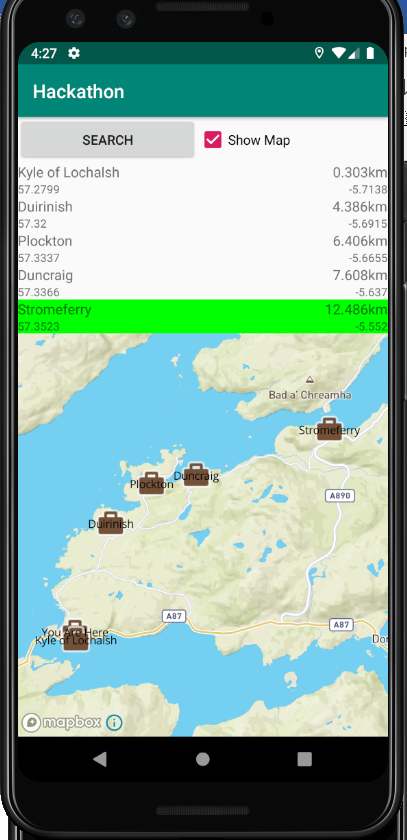 4:27
Hackathon
SEARCH Show Map
Kyle of Lochalsh 0.303km
57.2799 -5.7138
Duirinish 4.386km
57.32 -5.6915
Plockton 6.406km
57.3337 -5.6655
Duncraig 7.608km
57.3366 -5.637
Stromeferry 12.486km
57.3523 -5.552
Bad a' Chreamha
Stromeferry
Duncraig
Plockton
A890
Duirinish
A87
A87
You Are Here
Kyle of Lochalsh
mapbox